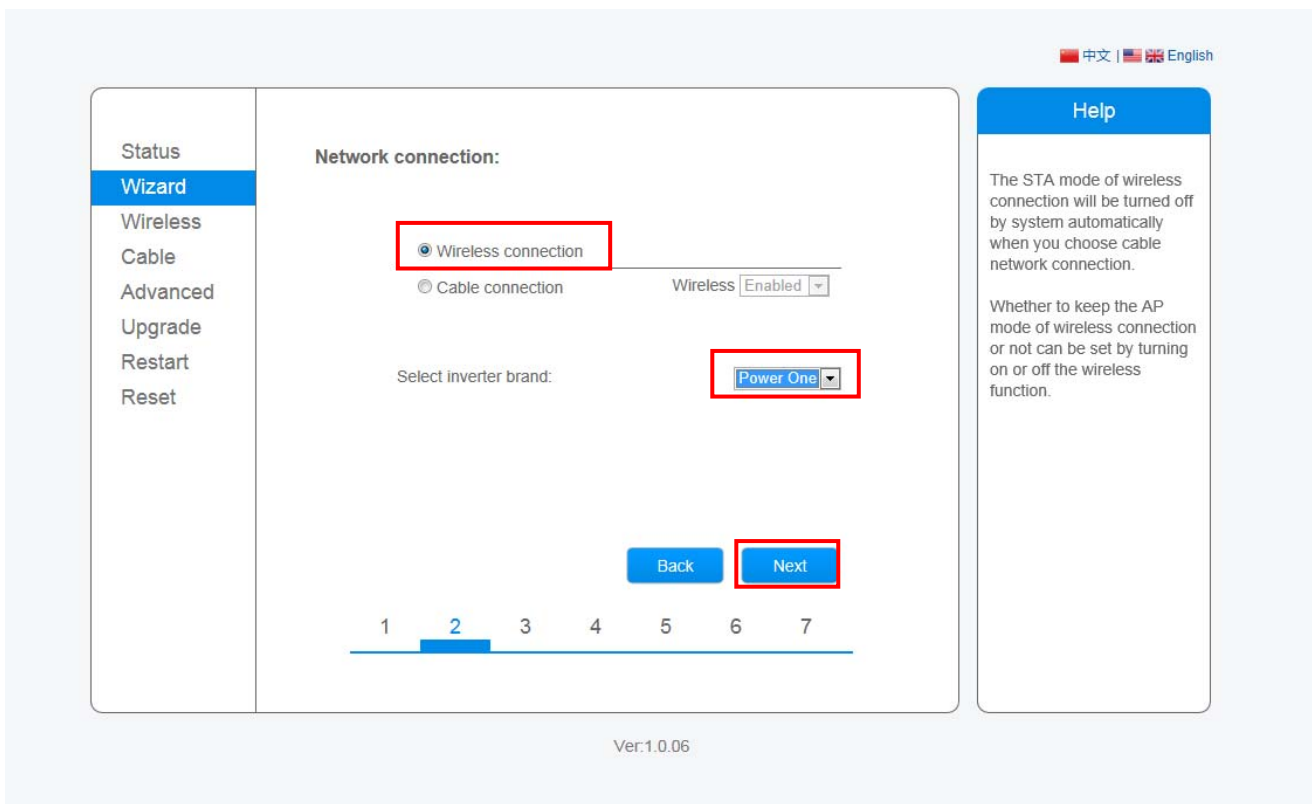 中文 | English
Status
Wizard
Wireless
Cable
Advanced
Upgrade
Restart
Reset
Network connection:
Wireless connection
Cable connection Wireless Enabled
Select inverter brand: Power One
Back Next
1 2 3 4 5 6 7
Help
The STA mode of wireless
connection will be turned off
by system automatically
when you choose cable
network connection.
Whether to keep the AP
mode of wireless connection
or not can be set by turning
on or off the wireless
function.
Ver:1.0.06